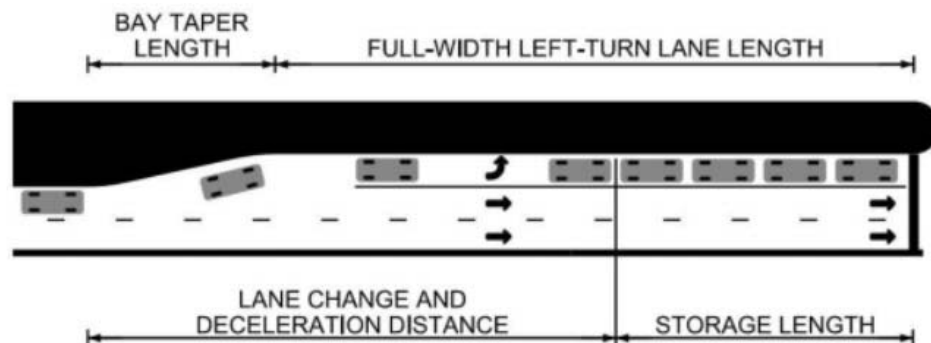 BAY TAPER
LENGTH
FULL-WIDTH LEFT-TURN LANE LENGTH
LANE CHANGE AND
DECELERATION DISTANCE
STORAGE LENGTH